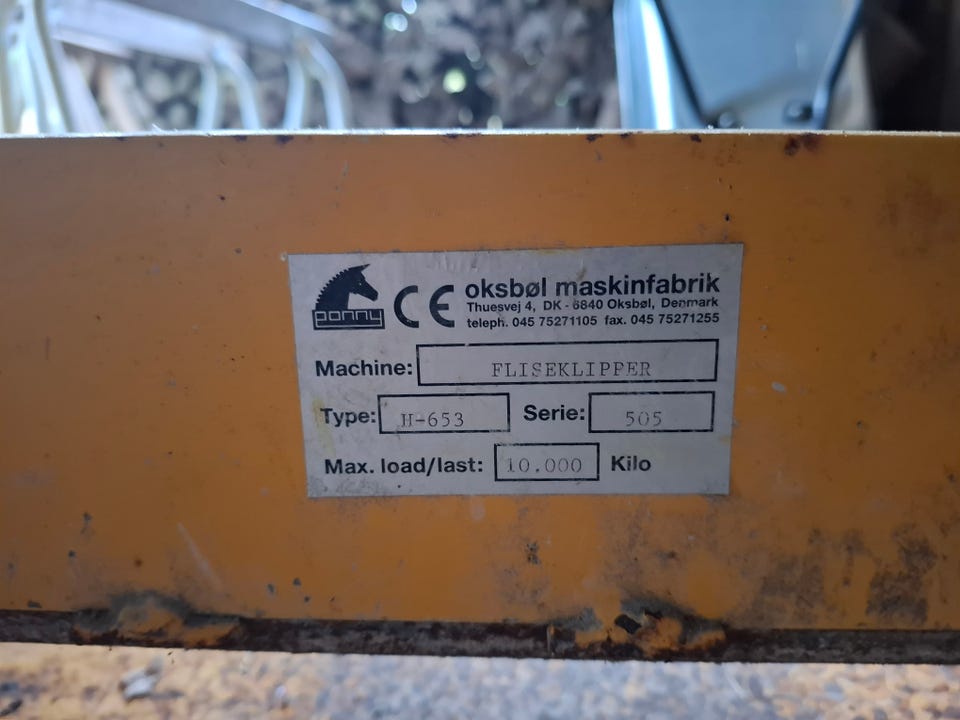 ponny CE oksbøl maskinfabrik
Thuesvej 4, DK - 6840 Oksbøl, Denmark
teleph. 045 75271105 fax. 045 75271255
Machine: FLISEKLIPPER
Type: H-653 Serie: 505
Max. load/last: 10.000 Kilo